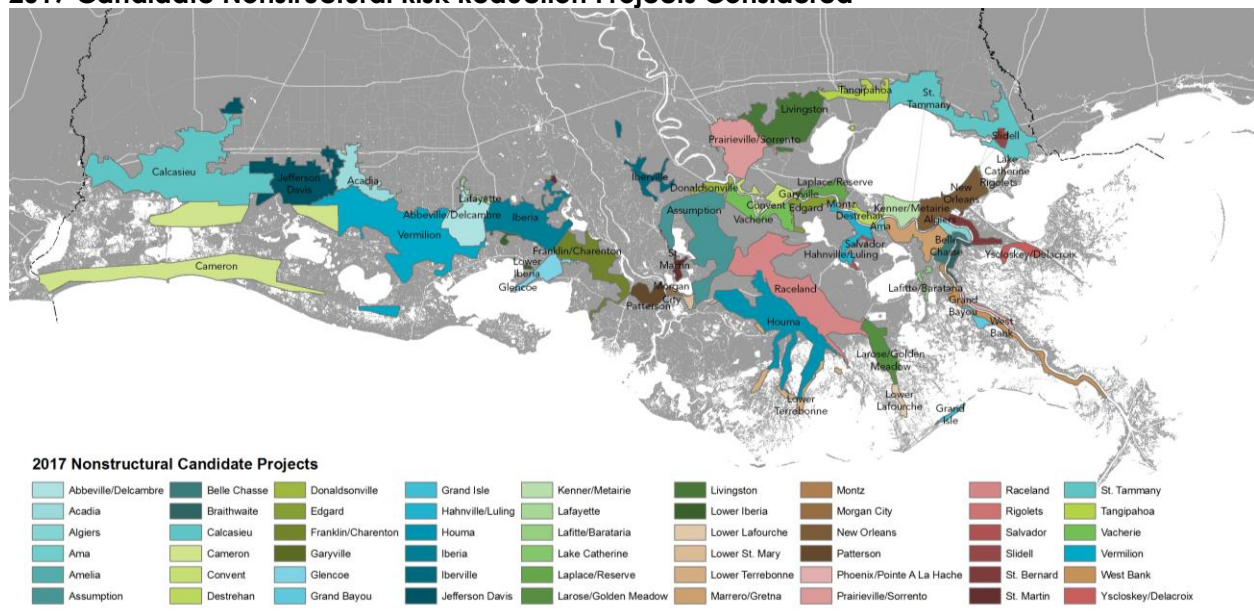 2017 Candidate Nonstructural Risk Reduction Projects Considered
Tangipahoa
St.
Tammany
Livingston
Slidell
Prairieville/Sorrento
Lake
Catherine
Rigolets
Calcasieu
Jefferson
Davis
Acadia
Iberville
Donaldsonville
Laplace/Reserve
Garyville
New
Orleans
Lafayette
Convent
Edgard
Montz
Kenner/Metairie
Abbeville/Delcambre
Iberia
Assumption
Vacherie
Destrehan
Ama
Algiers
Vermilion
Salvador
Hahnville/Luling
Belle
Chasse
Yscloskey/Delacroix
Franklin/Charenton
St.
Martin
Cameron
Lower
Iberia
Glencoe
Raceland
Lafitte/Barataria
Morgan
City
Patterson
Grand
Bayou
West
Bank
Houma
Larose/Golden
Meadow
Lower
Terrebonne
Lower
Lafourche
Grand
Isle
2017 Nonstructural Candidate Projects
Abbeville/Delcambre
Acadia
Algiers
Ama
Amelia
Assumption
Belle Chasse
Braithwaite
Calcasieu
Cameron
Convent
Destrehan
Donaldsonville
Edgard
Franklin/Charenton
Garyville
Glencoe
Grand Bayou
Grand Isle
Hahnville/Luling
Houma
Iberia
Iberville
Jefferson Davis
Kenner/Metairie
Lafayette
Lafitte/Barataria
Lake Catherine
Laplace/Reserve
Larose/Golden Meadow
Livingston
Lower Iberia
Lower Lafourche
Lower St. Mary
Lower Terrebonne
Marrero/Gretna
Montz
Morgan City
New Orleans
Patterson
Phoenix/Pointe A La Hache
Prairieville/Sorrento
Raceland
Rigolets
Salvador
Slidell
St. Bernard
St. Martin
St. Tammany
Tangipahoa
Vacherie
Vermilion
West Bank
Yscloskey/Delacroix